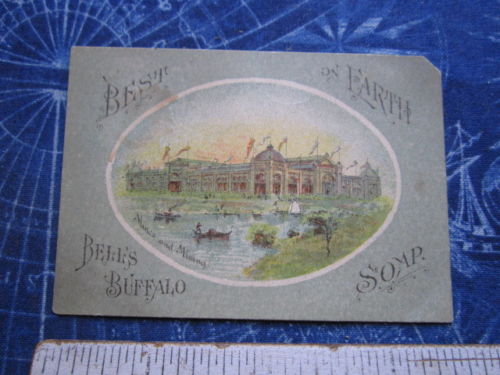 BEST ON EARTH
Mines and Mining
BELL'S
BUFFALO
SOAP.